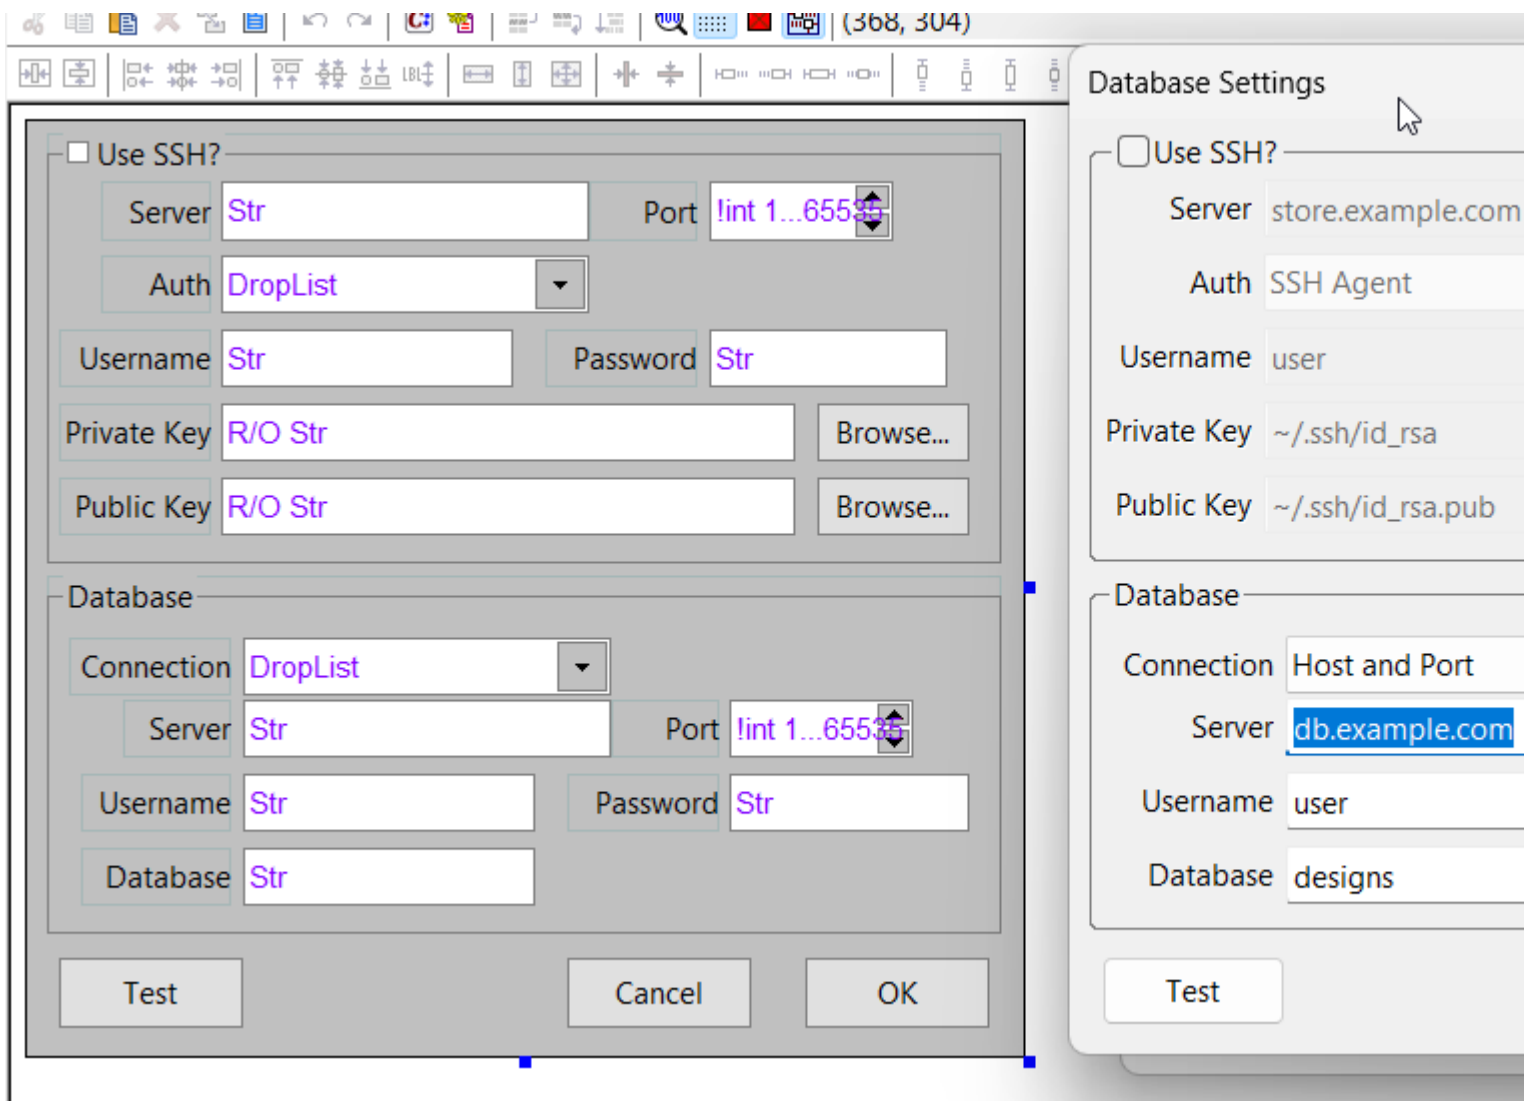 (368, 304)
LBL
Database Settings
Use SSH?
Server Str Port !int 1...65535
Auth DropList
Username Str Password Str
Private Key R/O Str Browse...
Public Key R/O Str Browse...
Database
Connection DropList
Server Str Port !int 1...65535
Username Str Password Str
Database Str
Test Cancel OK
Use SSH?
Server store.example.com
Auth SSH Agent
Username user
Private Key ~/.ssh/id_rsa
Public Key ~/.ssh/id_rsa.pub
Database
Connection Host and Port
Server db.example.com
Username user
Database designs
Test